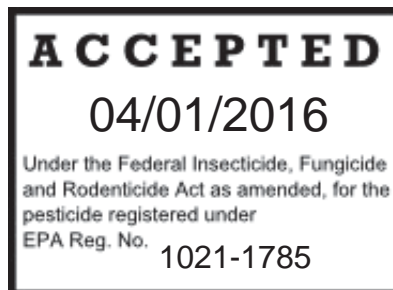 ACCEPTED
04/01/2016
Under the Federal Insecticide, Fungicide
and Rodenticide Act as amended, for the
pesticide registered under
EPA Reg. No. 1021-1785